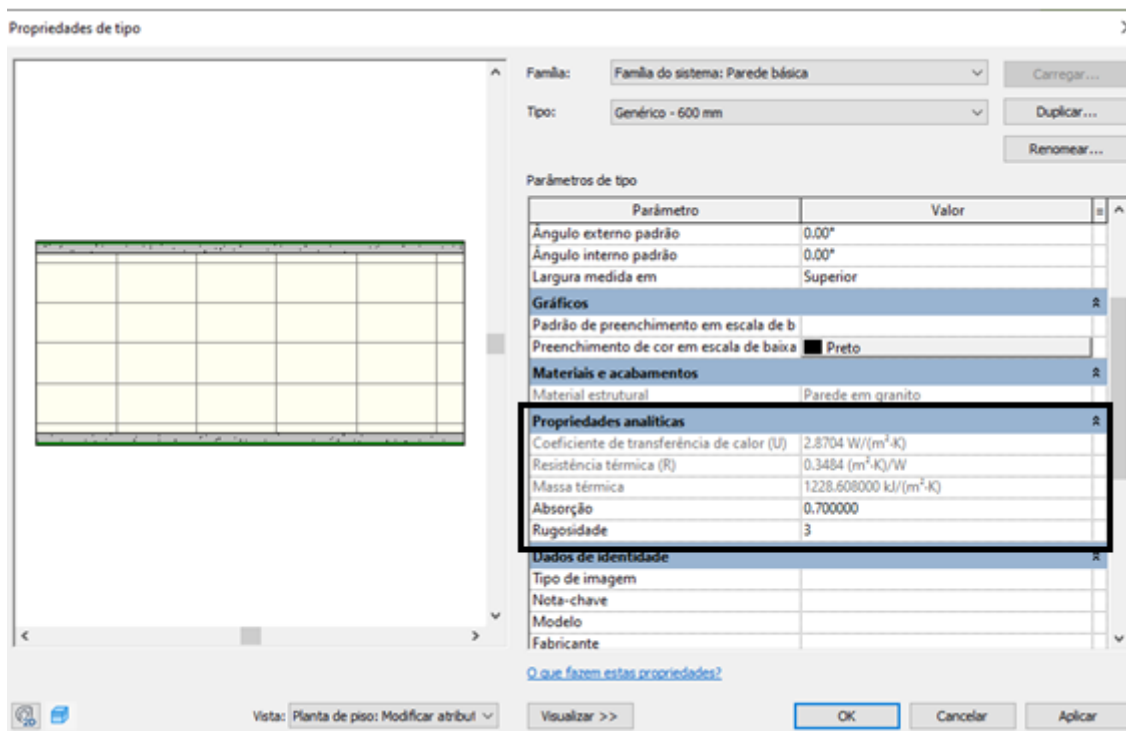 Propriedades de tipo
Família: Família do sistema: Parede básica Carregar...
Tipo: Genérico - 600 mm Duplicar...
Renomear...
Parâmetros de tipo
Parâmetro Valor =
Ângulo externo padrão 0.00°
Ângulo interno padrão 0.00°
Largura medida em Superior
Gráficos
Padrão de preenchimento em escala de b
Preenchimento de cor em escala de baixa Preto
Materiais e acabamentos
Material estrutural Parede em granito
Propriedades analíticas
Coeficiente de transferência de calor (U) 2.8704 W/(m²·K)
Resistência térmica (R) 0.3484 (m²·K)/W
Massa térmica 1228.608000 kJ/(m²·K)
Absorção 0.700000
Rugosidade 3
Dados de identidade
Tipo de imagem
Nota-chave
Modelo
Fabricante
O que fazem estas propriedades?
2D Vista: Planta de piso: Modificar atribut Visualizar >> OK Cancelar Aplicar